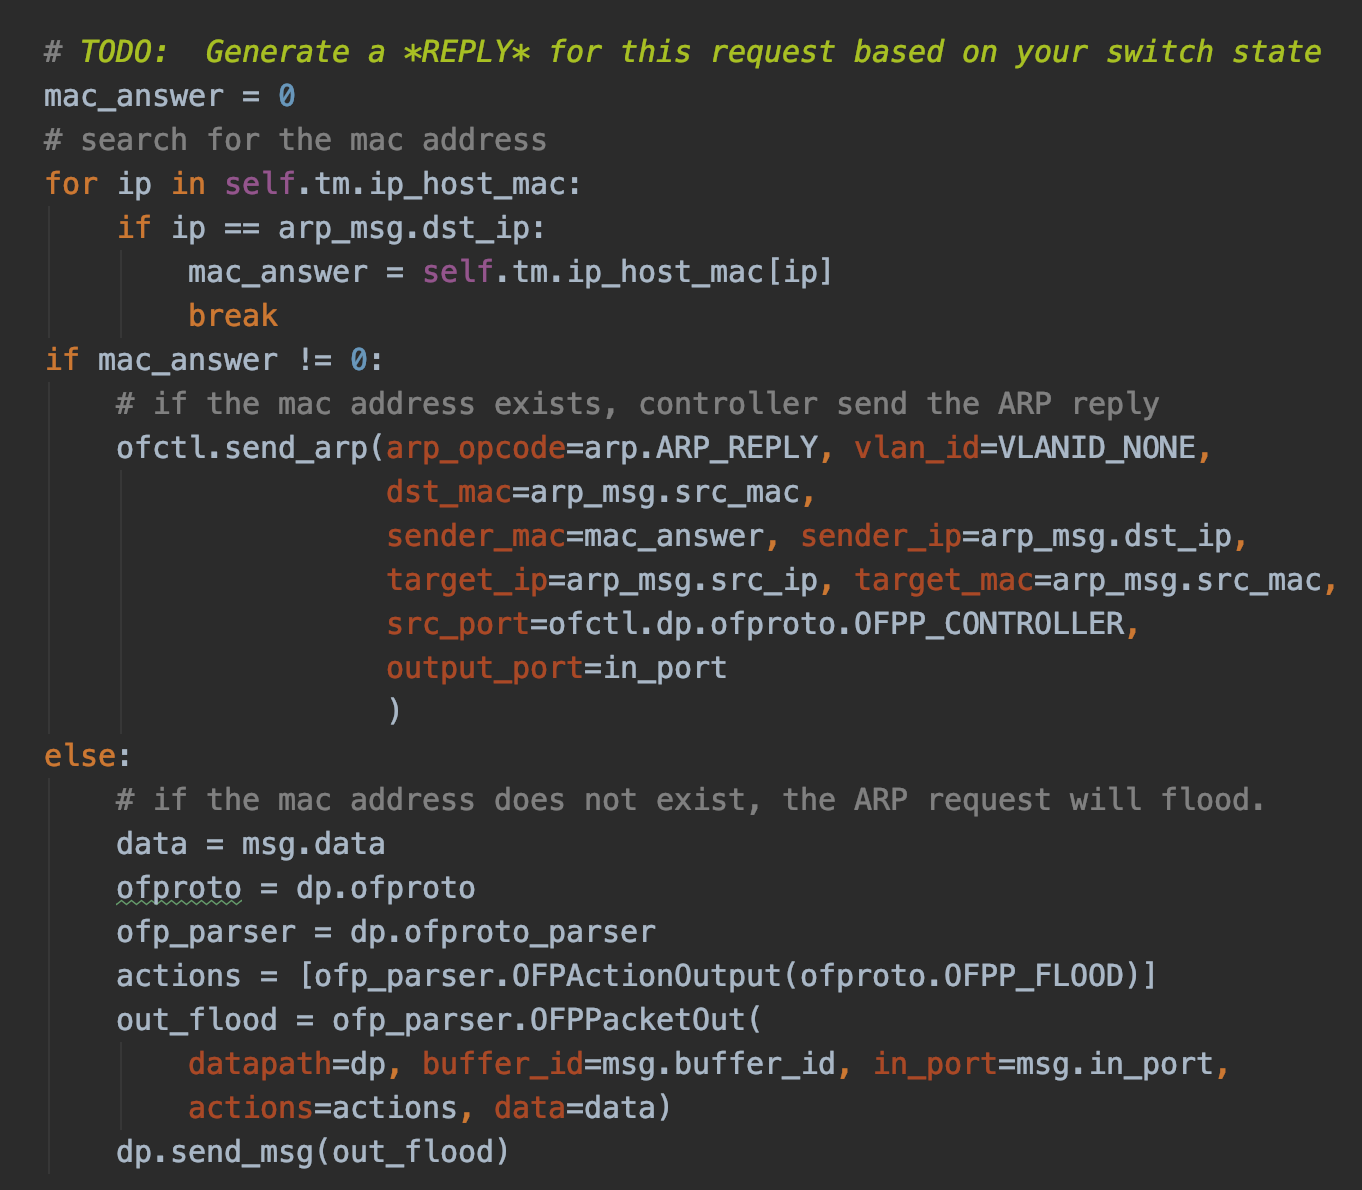 # TODO:  Generate a *REPLY* for this request based on your switch state
mac_answer = 0
# search for the mac address
for ip in self.tm.ip_host_mac:
    if ip == arp_msg.dst_ip:
        mac_answer = self.tm.ip_host_mac[ip]
        break
if mac_answer != 0:
    # if the mac address exists, controller send the ARP reply
    ofctl.send_arp(arp_opcode=arp.ARP_REPLY, vlan_id=VLANID_NONE,
                   dst_mac=arp_msg.src_mac,
                   sender_mac=mac_answer, sender_ip=arp_msg.dst_ip,
                   target_ip=arp_msg.src_ip, target_mac=arp_msg.src_mac,
                   src_port=ofctl.dp.ofproto.OFPP_CONTROLLER,
                   output_port=in_port
                   )
else:
    # if the mac address does not exist, the ARP request will flood.
    data = msg.data
    ofproto = dp.ofproto
    ofp_parser = dp.ofproto_parser
    actions = [ofp_parser.OFPActionOutput(ofproto.OFPP_FLOOD)]
    out_flood = ofp_parser.OFPPacketOut(
        datapath=dp, buffer_id=msg.buffer_id, in_port=msg.in_port,
        actions=actions, data=data)
    dp.send_msg(out_flood)